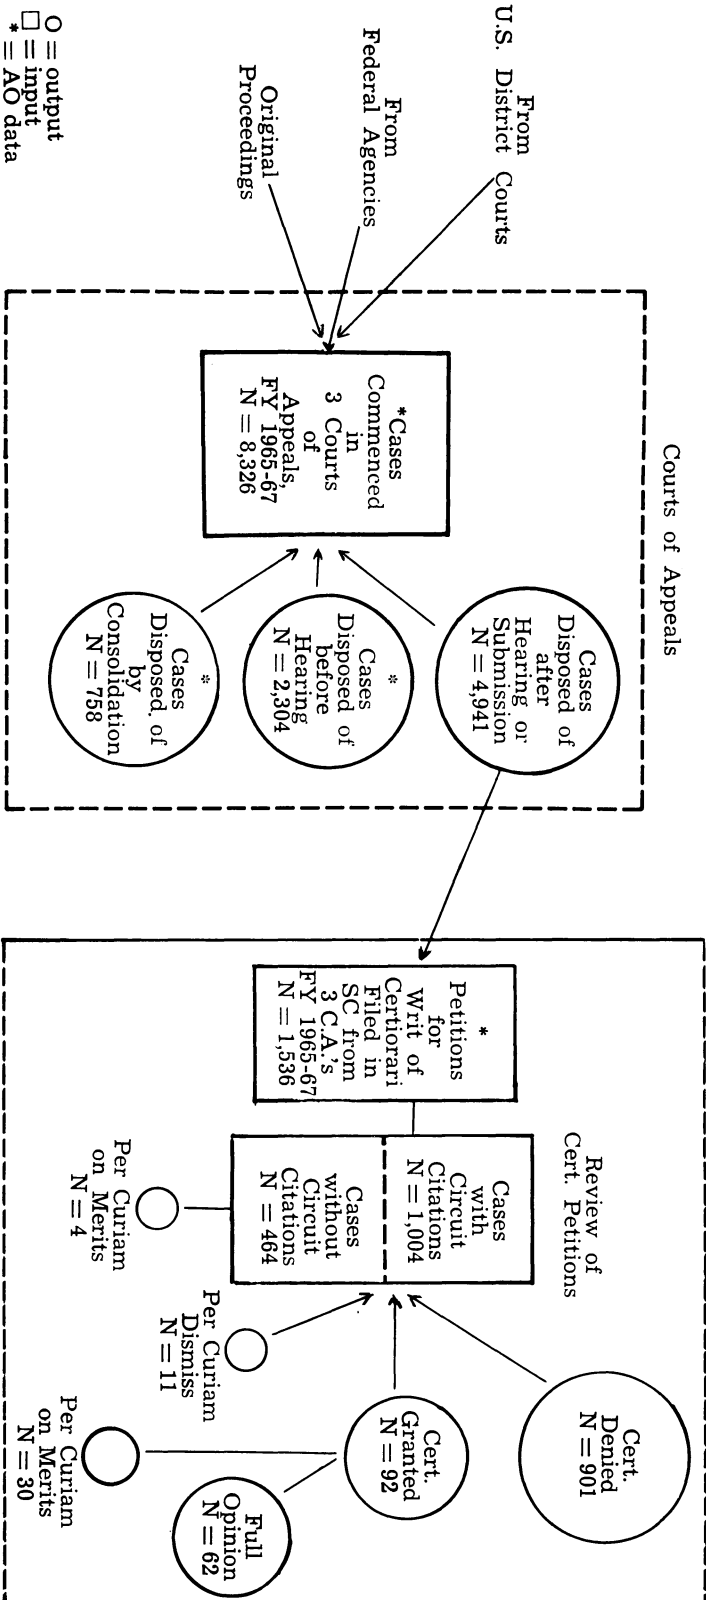 Courts of Appeals
From
U.S. District Courts
From
Federal Agencies
Original
Proceedings
*Cases
Commenced
in
3 Courts
of
Appeals,
FY 1965-67
N = 8,326
Cases
Disposed of
after
Hearing or
Submission
N = 4,941
*
Cases
Disposed of
before
Hearing
N = 2,304
*
Cases
Disposed. of
by
Consolidation
N = 758
Review of
Cert. Petitions
*
Petitions
for
Writ of
Certiorari
Filed in
SC from
3 C.A.'s
FY 1965-67
N = 1,536
Cases
with
Circuit
Citations
N = 1,004
Cases
without
Circuit
Citations
N = 464
Per Curiam
on Merits
N = 4
Per Curiam
Dismiss
N = 11
Cert.
Denied
N = 901
Cert.
Granted
N = 92
Full
Opinion
N = 62
Per Curiam
on Merits
N = 30
O = output
□ = input
* = AO data